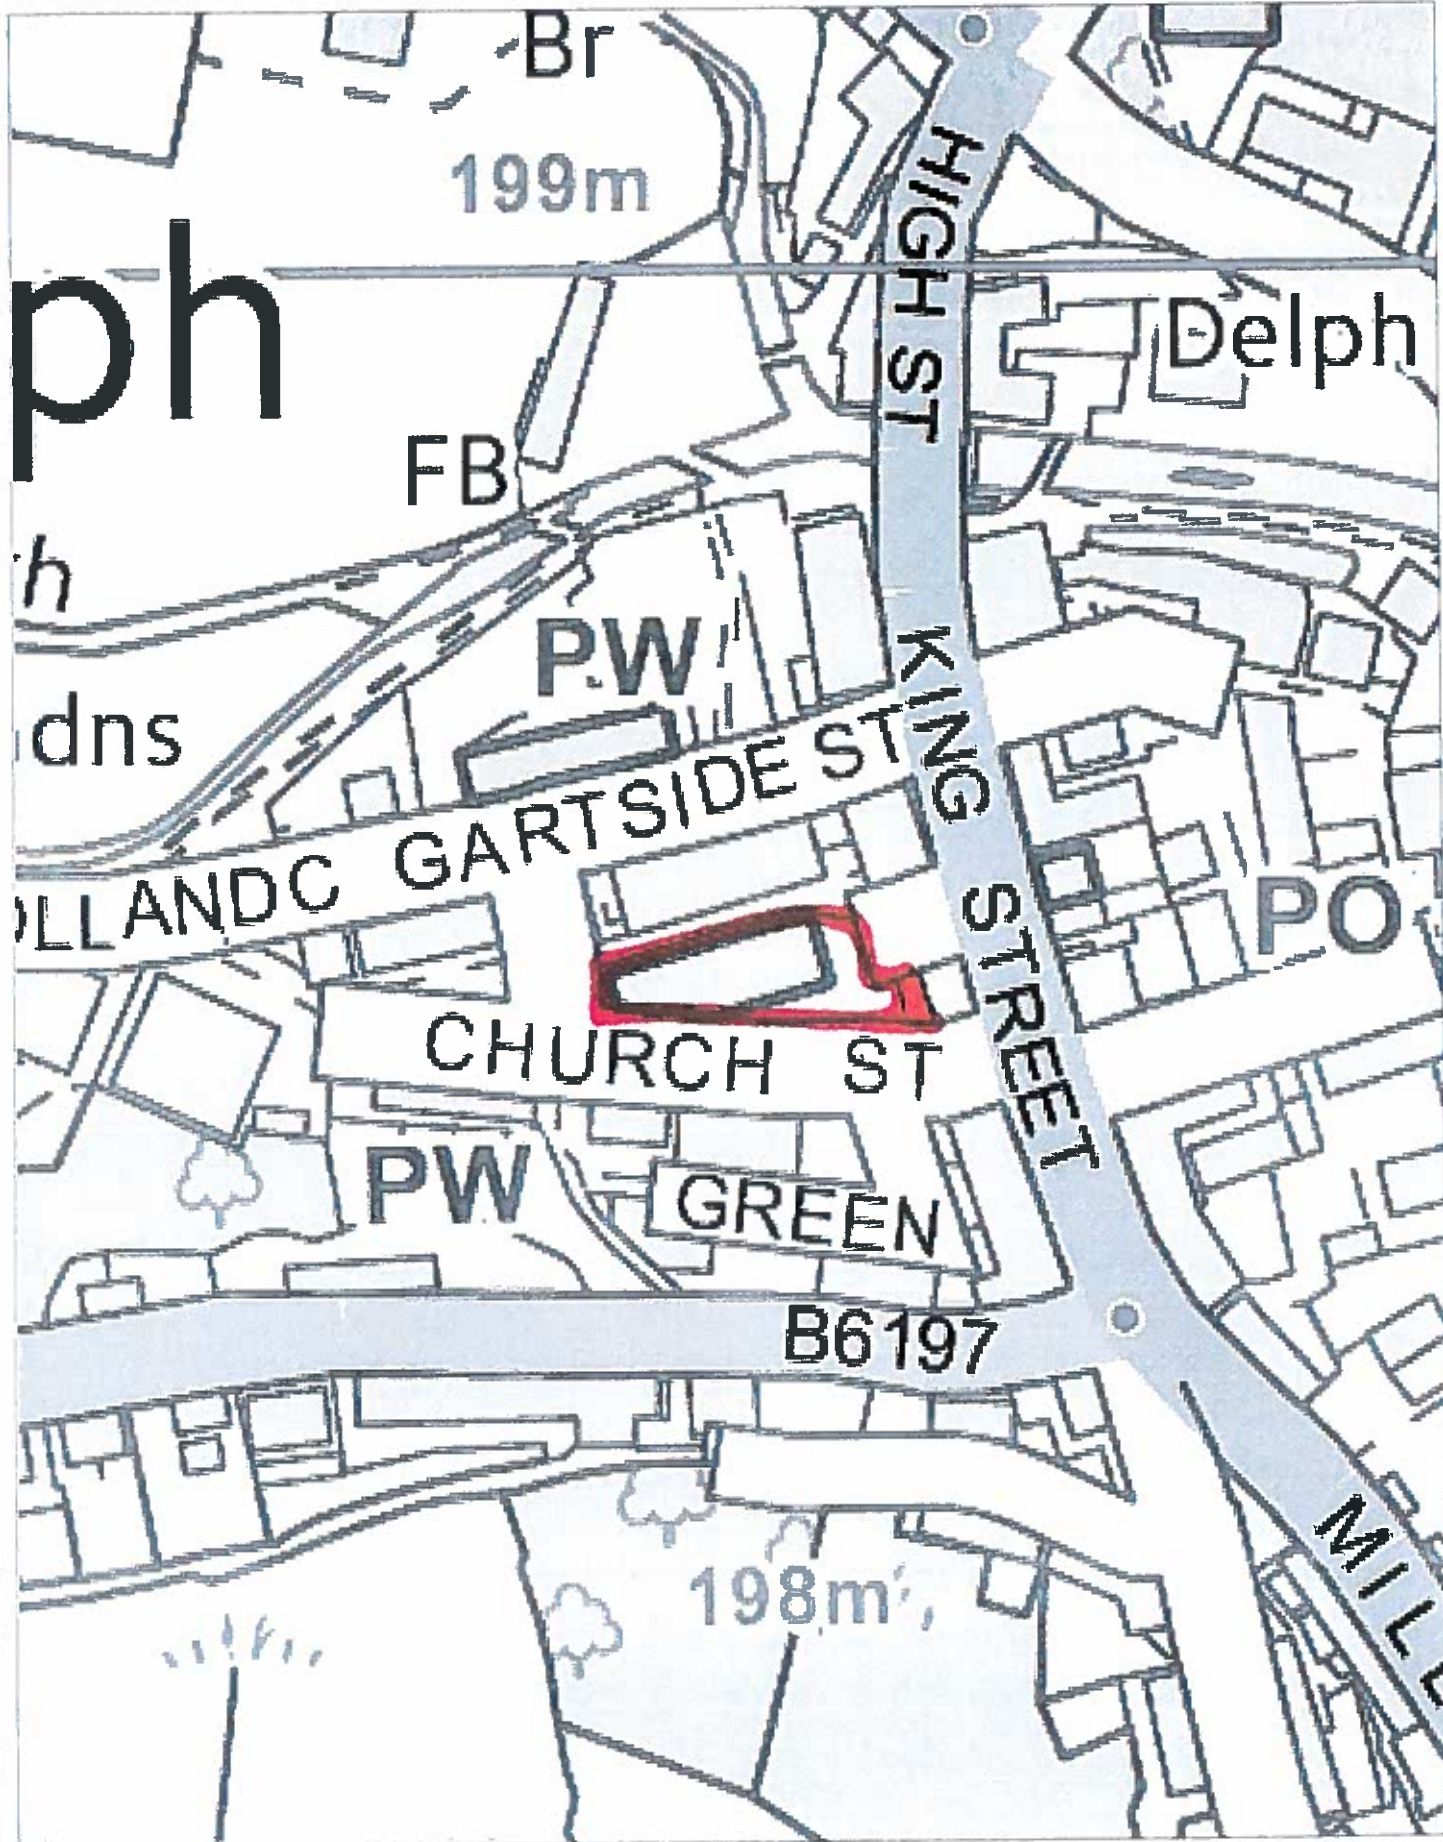 Br
199m
HIGH ST
ph
Delph
FB
h
PW
KING STREET
dns
GARTSIDE ST
OLLANDC
PO
CHURCH ST
PW
GREEN
B6197
198m
MILL